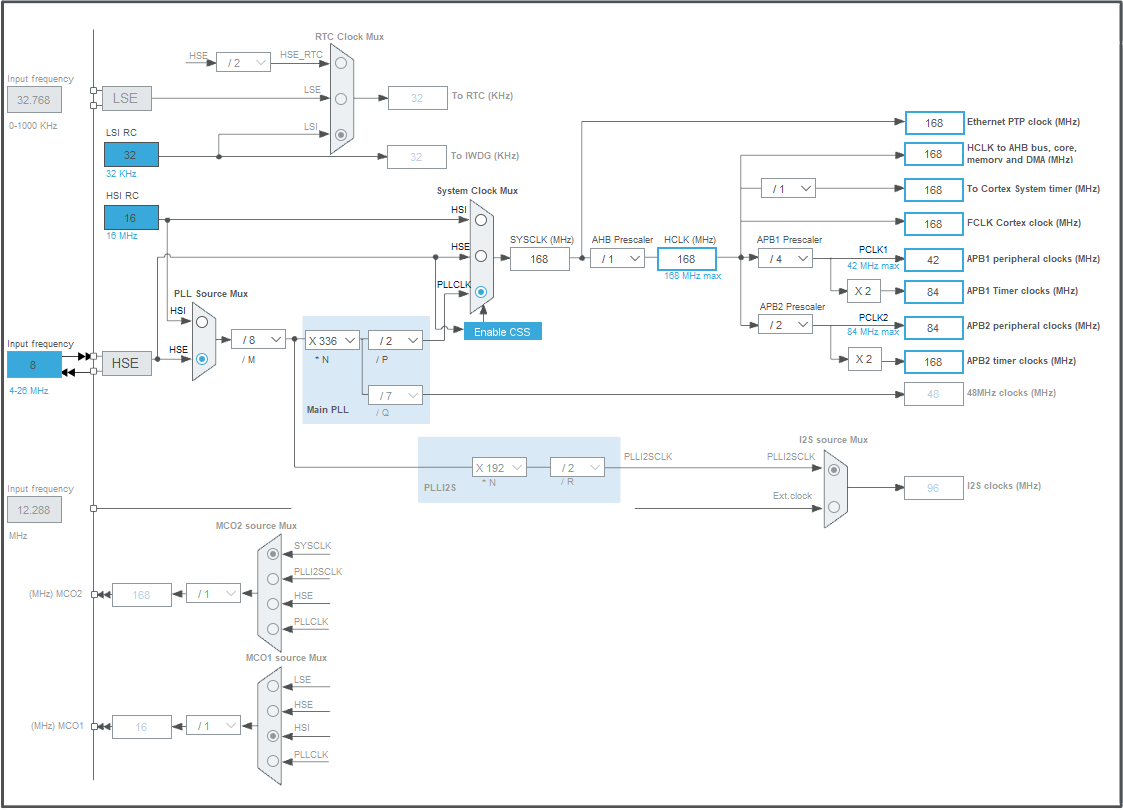 RTC Clock Mux
HSE
/ 2
HSE_RTC
Input frequency
32.768
0-1000 KHz
LSE
LSE
32
To RTC (KHz)
LSI RC
LSI
32
32 KHz
32
To IWDG (KHz)
HSI RC
16
16 MHz
System Clock Mux
HSI
HSE
PLLCLK
Enable CSS
SYSCLK (MHz)
168
AHB Prescaler
/ 1
HCLK (MHz)
168
168 MHz max
168
Ethernet PTP clock (MHz)
168
HCLK to AHB bus, core,
memory and DMA (MHz)
/ 1
168
To Cortex System timer (MHz)
168
FCLK Cortex clock (MHz)
APB1 Prescaler
/ 4
PCLK1
42 MHz max
42
APB1 peripheral clocks (MHz)
X 2
84
APB1 Timer clocks (MHz)
APB2 Prescaler
/ 2
PCLK2
84 MHz max
84
APB2 peripheral clocks (MHz)
X 2
168
APB2 timer clocks (MHz)
48
48MHz clocks (MHz)
PLL Source Mux
HSI
HSE
Input frequency
8
4-26 MHz
HSE
/ 8
/ M
X 336
* N
/ 2
/ P
/ 7
/ Q
Main PLL
X 192
* N
/ 2
/ R
PLLI2S
PLLI2SCLK
I2S source Mux
PLLI2SCLK
Ext.clock
96
I2S clocks (MHz)
Input frequency
12.288
MHz
MCO2 source Mux
SYSCLK
PLLI2SCLK
HSE
PLLCLK
(MHz) MCO2
168
/ 1
MCO1 source Mux
LSE
HSE
HSI
PLLCLK
(MHz) MCO1
16
/ 1